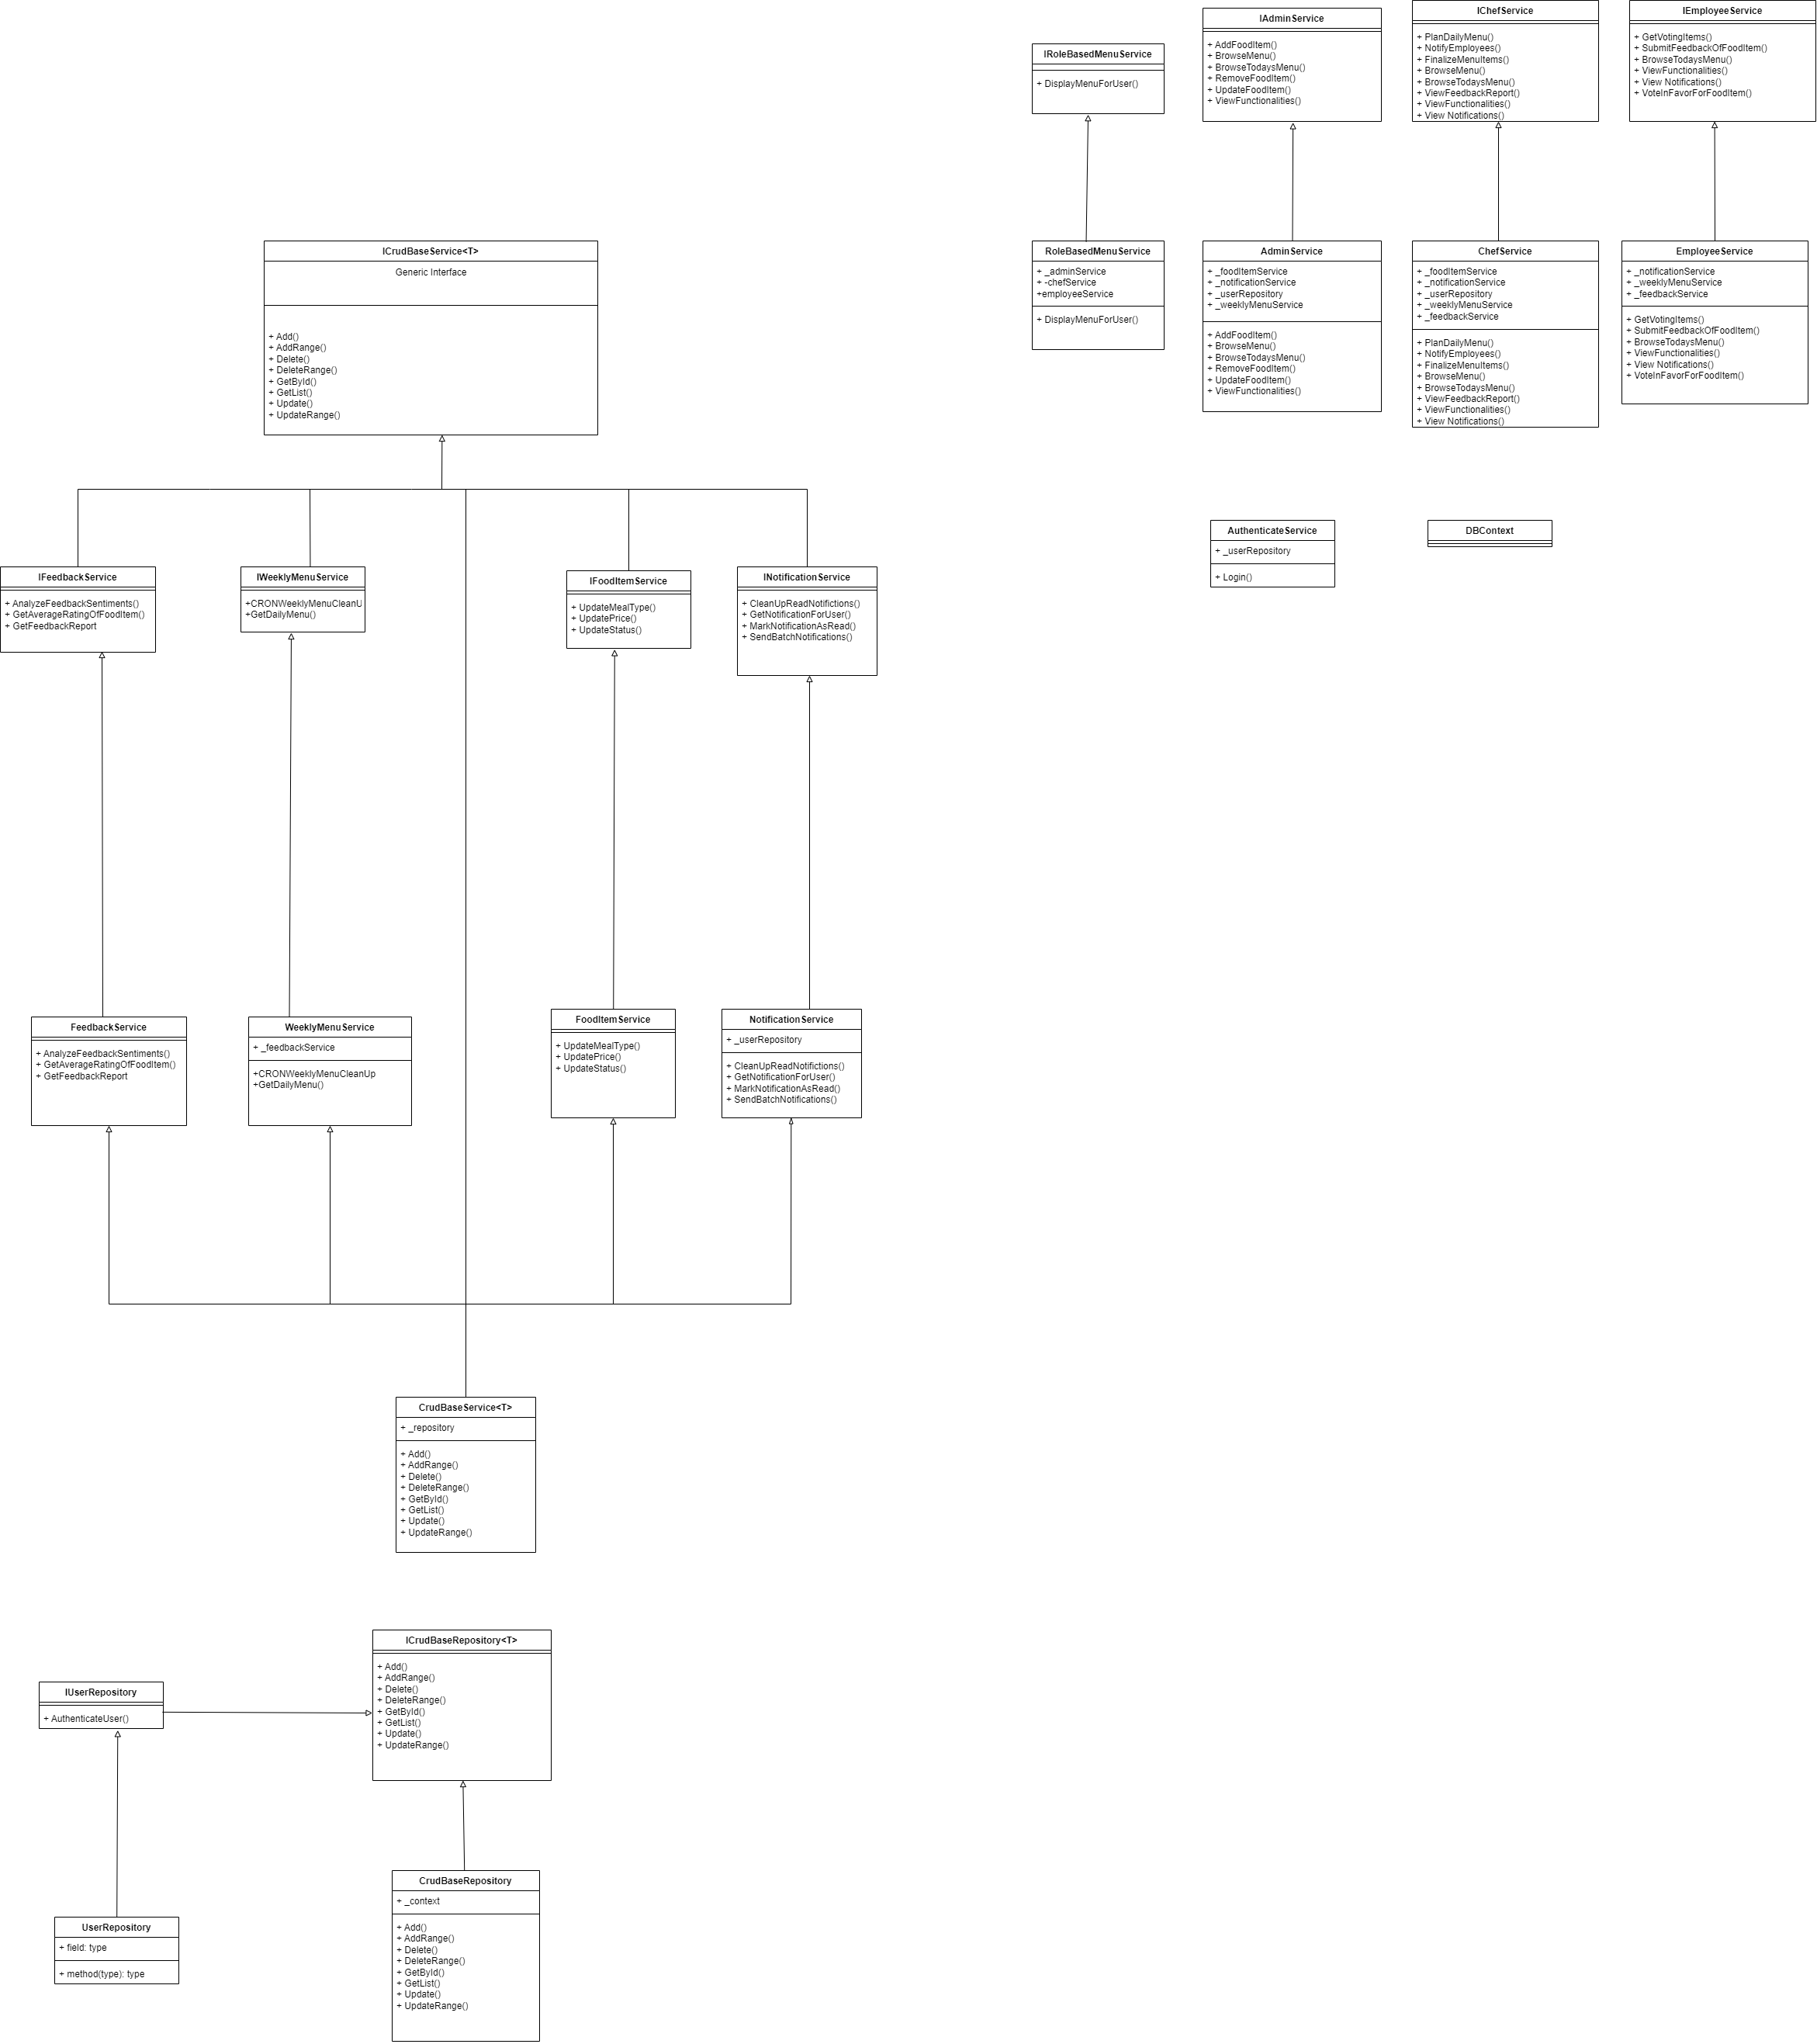 IRoleBasedMenuService
+ DisplayMenuForUser()
IAdminService
+ AddFoodItem()
+ BrowseMenu()
+ BrowseTodaysMenu()
+ RemoveFoodItem()
+ UpdateFoodItem()
+ ViewFunctionalities()
IChefService
+ PlanDailyMenu()
+ NotifyEmployees()
+ FinalizeMenuItems()
+ BrowseMenu()
+ BrowseTodaysMenu()
+ ViewFeedbackReport()
+ ViewFunctionalities()
+ View Notifications()
IEmployeeService
+ GetVotingItems()
+ SubmitFeedbackOfFoodItem()
+ BrowseTodaysMenu()
+ ViewFunctionalities()
+ View Notifications()
+ VoteInFavorForFoodItem()
ICrudBaseService<T>
Generic Interface
+ Add()
+ AddRange()
+ Delete()
+ DeleteRange()
+ GetById()
+ GetList()
+ Update()
+ UpdateRange()
RoleBasedMenuService
+ _adminService
+ -chefService
+employeeService
+ DisplayMenuForUser()
AdminService
+ _foodItemService
+ _notificationService
+ _userRepository
+ _weeklyMenuService
+ AddFoodItem()
+ BrowseMenu()
+ BrowseTodaysMenu()
+ RemoveFoodItem()
+ UpdateFoodItem()
+ ViewFunctionalities()
ChefService
+ _foodItemService
+ _notificationService
+ _userRepository
+ _weeklyMenuService
+ _feedbackService
+ PlanDailyMenu()
+ NotifyEmployees()
+ FinalizeMenuItems()
+ BrowseMenu()
+ BrowseTodaysMenu()
+ ViewFeedbackReport()
+ ViewFunctionalities()
+ View Notifications()
EmployeeService
+ _notificationService
+ _weeklyMenuService
+ _feedbackService
+ GetVotingItems()
+ SubmitFeedbackOfFoodItem()
+ BrowseTodaysMenu()
+ ViewFunctionalities()
+ View Notifications()
+ VoteInFavorForFoodItem()
AuthenticateService
+ _userRepository
+ Login()
DBContext
IFeedbackService
+ AnalyzeFeedbackSentiments()
+ GetAverageRatingOfFoodItem()
+ GetFeedbackReport
IWeeklyMenuService
+CRONWeeklyMenuCleanU
+GetDailyMenu()
IFoodItemService
+ UpdateMealType()
+ UpdatePrice()
+ UpdateStatus()
INotificationService
+ CleanUpReadNotifictions()
+ GetNotificationForUser()
+ MarkNotificationAsRead()
+ SendBatchNotifications()
FeedbackService
+ AnalyzeFeedbackSentiments()
+ GetAverageRatingOfFoodItem()
+ GetFeedbackReport
WeeklyMenuService
+ _feedbackService
+CRONWeeklyMenuCleanUp
+GetDailyMenu()
FoodItemService
+ UpdateMealType()
+ UpdatePrice()
+ UpdateStatus()
NotificationService
+ _userRepository
+ CleanUpReadNotifictions()
+ GetNotificationForUser()
+ MarkNotificationAsRead()
+ SendBatchNotifications()
CrudBaseService<T>
+ _repository
+ Add()
+ AddRange()
+ Delete()
+ DeleteRange()
+ GetById()
+ GetList()
+ Update()
+ UpdateRange()
ICrudBaseRepository<T>
+ Add()
+ AddRange()
+ Delete()
+ DeleteRange()
+ GetById()
+ GetList()
+ Update()
+ UpdateRange()
IUserRepository
+ AuthenticateUser()
CrudBaseRepository
+ _context
+ Add()
+ AddRange()
+ Delete()
+ DeleteRange()
+ GetById()
+ GetList()
+ Update()
+ UpdateRange()
UserRepository
+ field: type
+ method(type): type